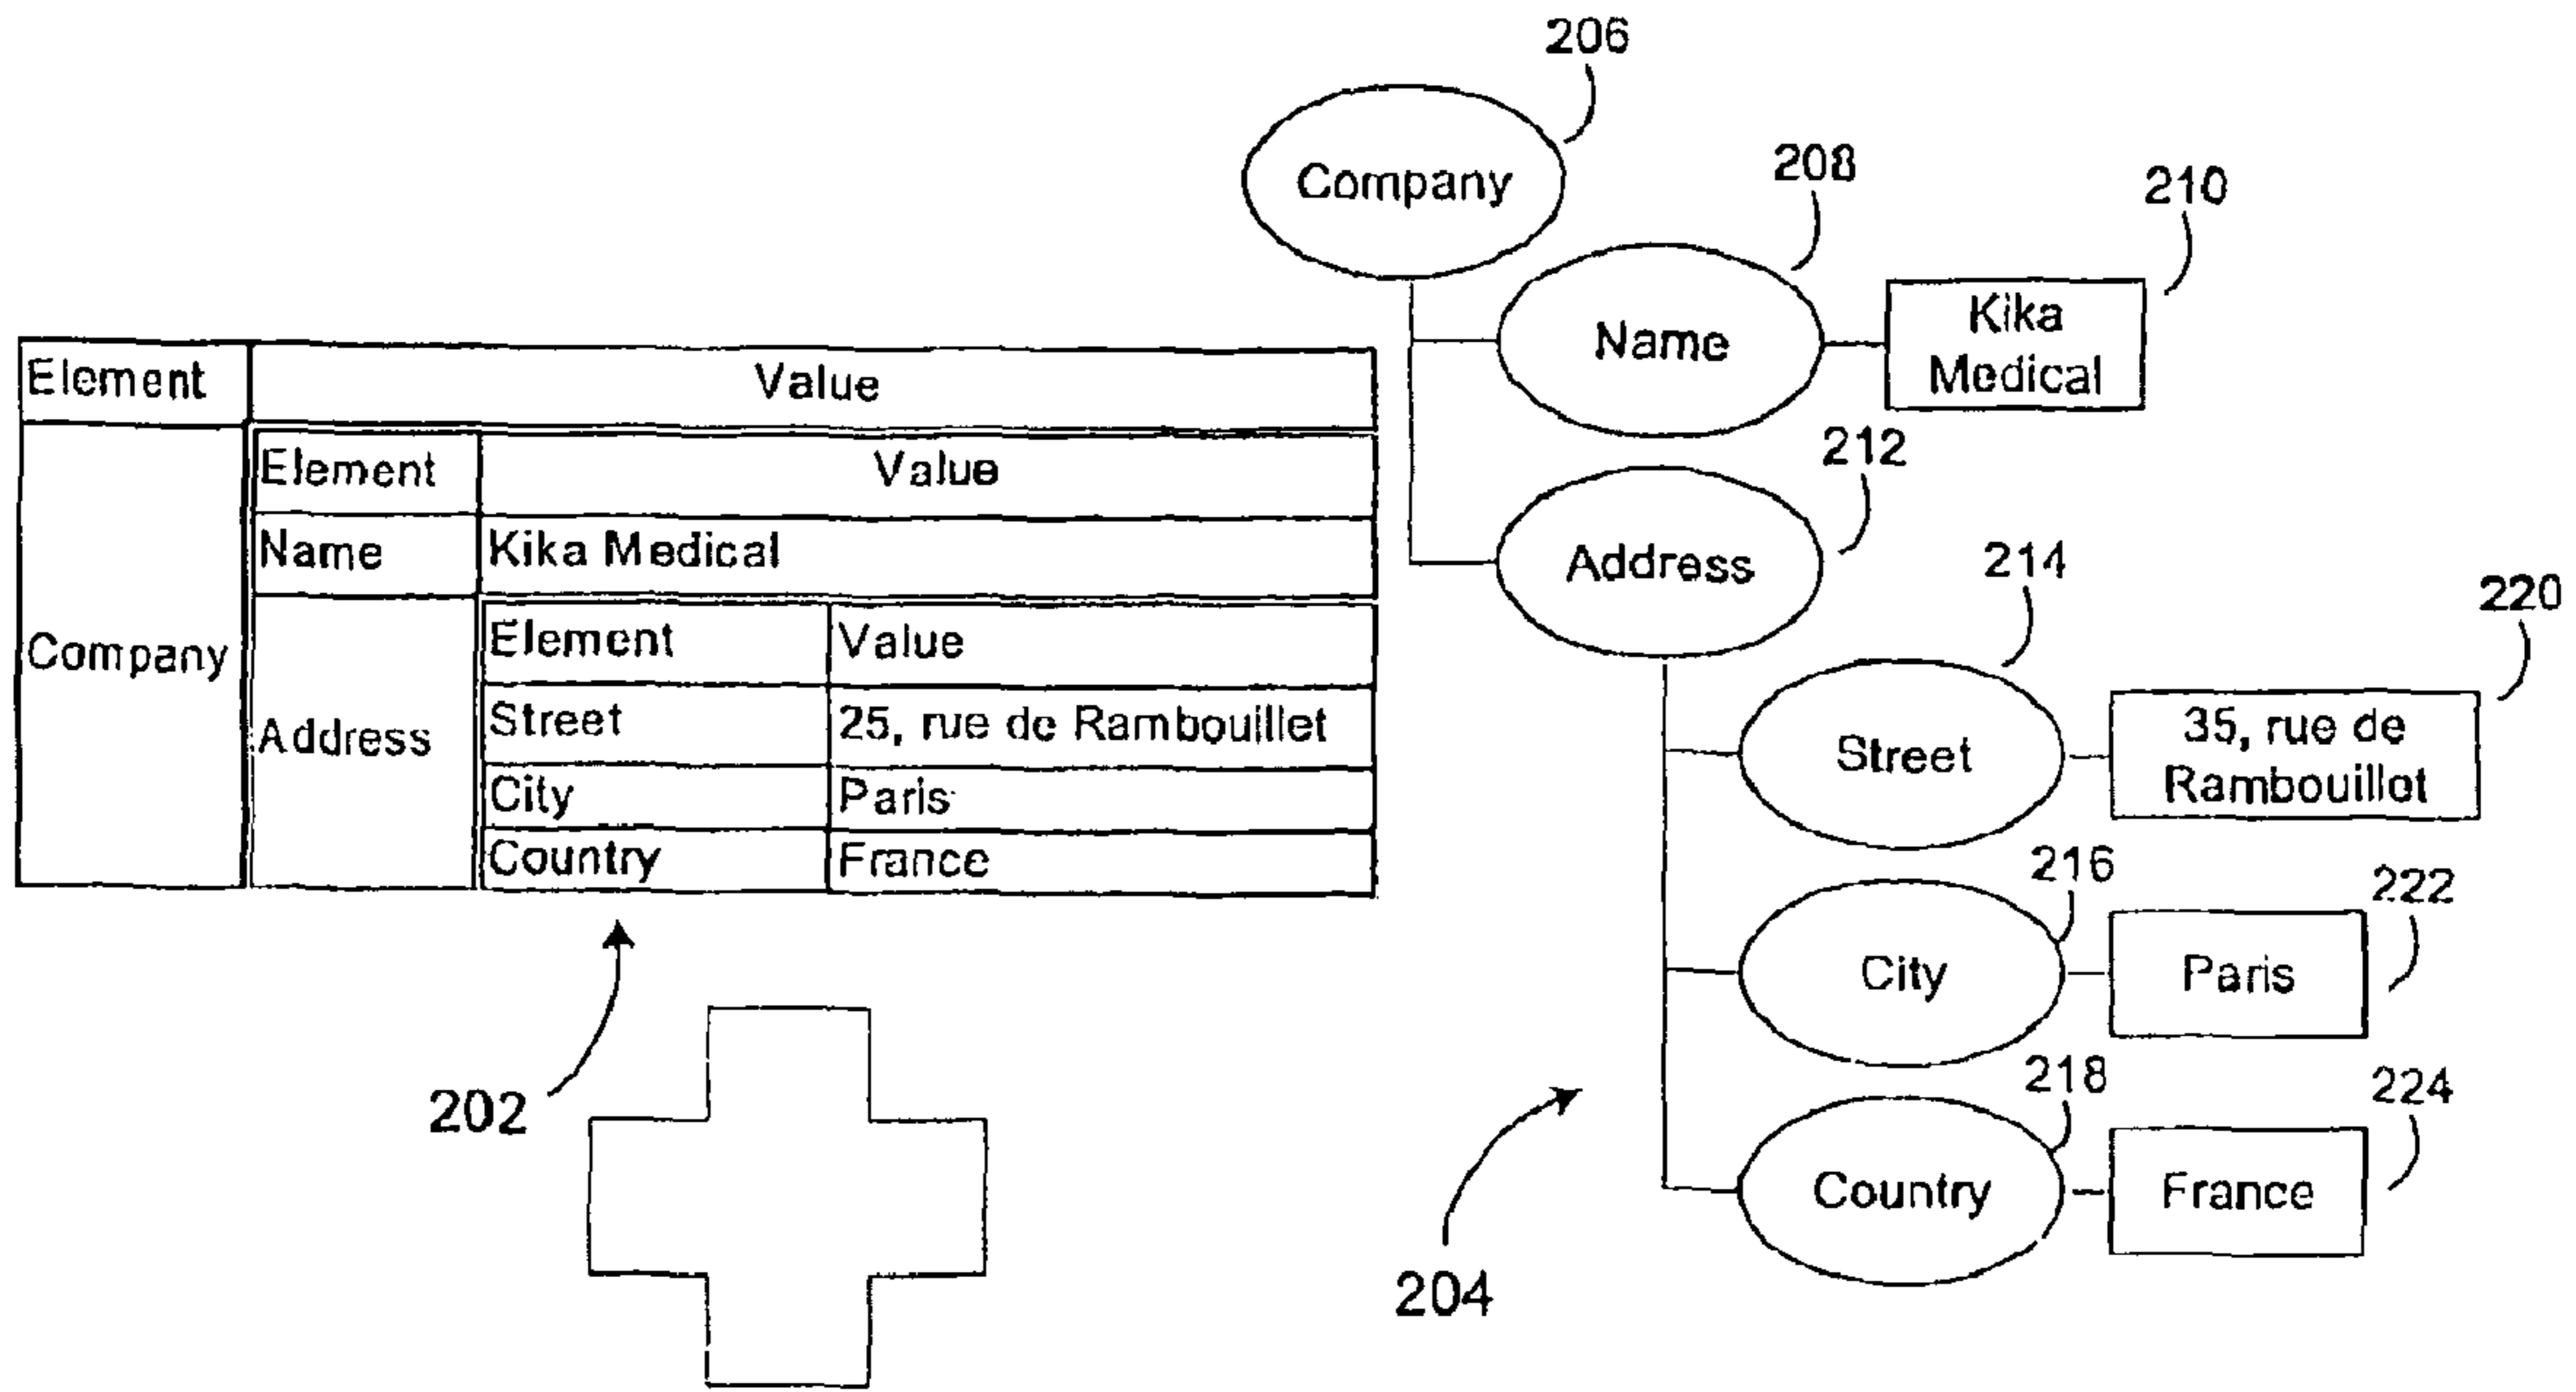 206
Company
208
210
Name
Kika
Medical
Element Value
Element Value
Name Kika Medical
Company
Address
Element Value
Street 25, rue de Rambouillet
City Paris
Country France
212
Address
214
220
Street
35, rue de
Rambouillot
216
222
City
Paris
218
224
Country
France
202
204